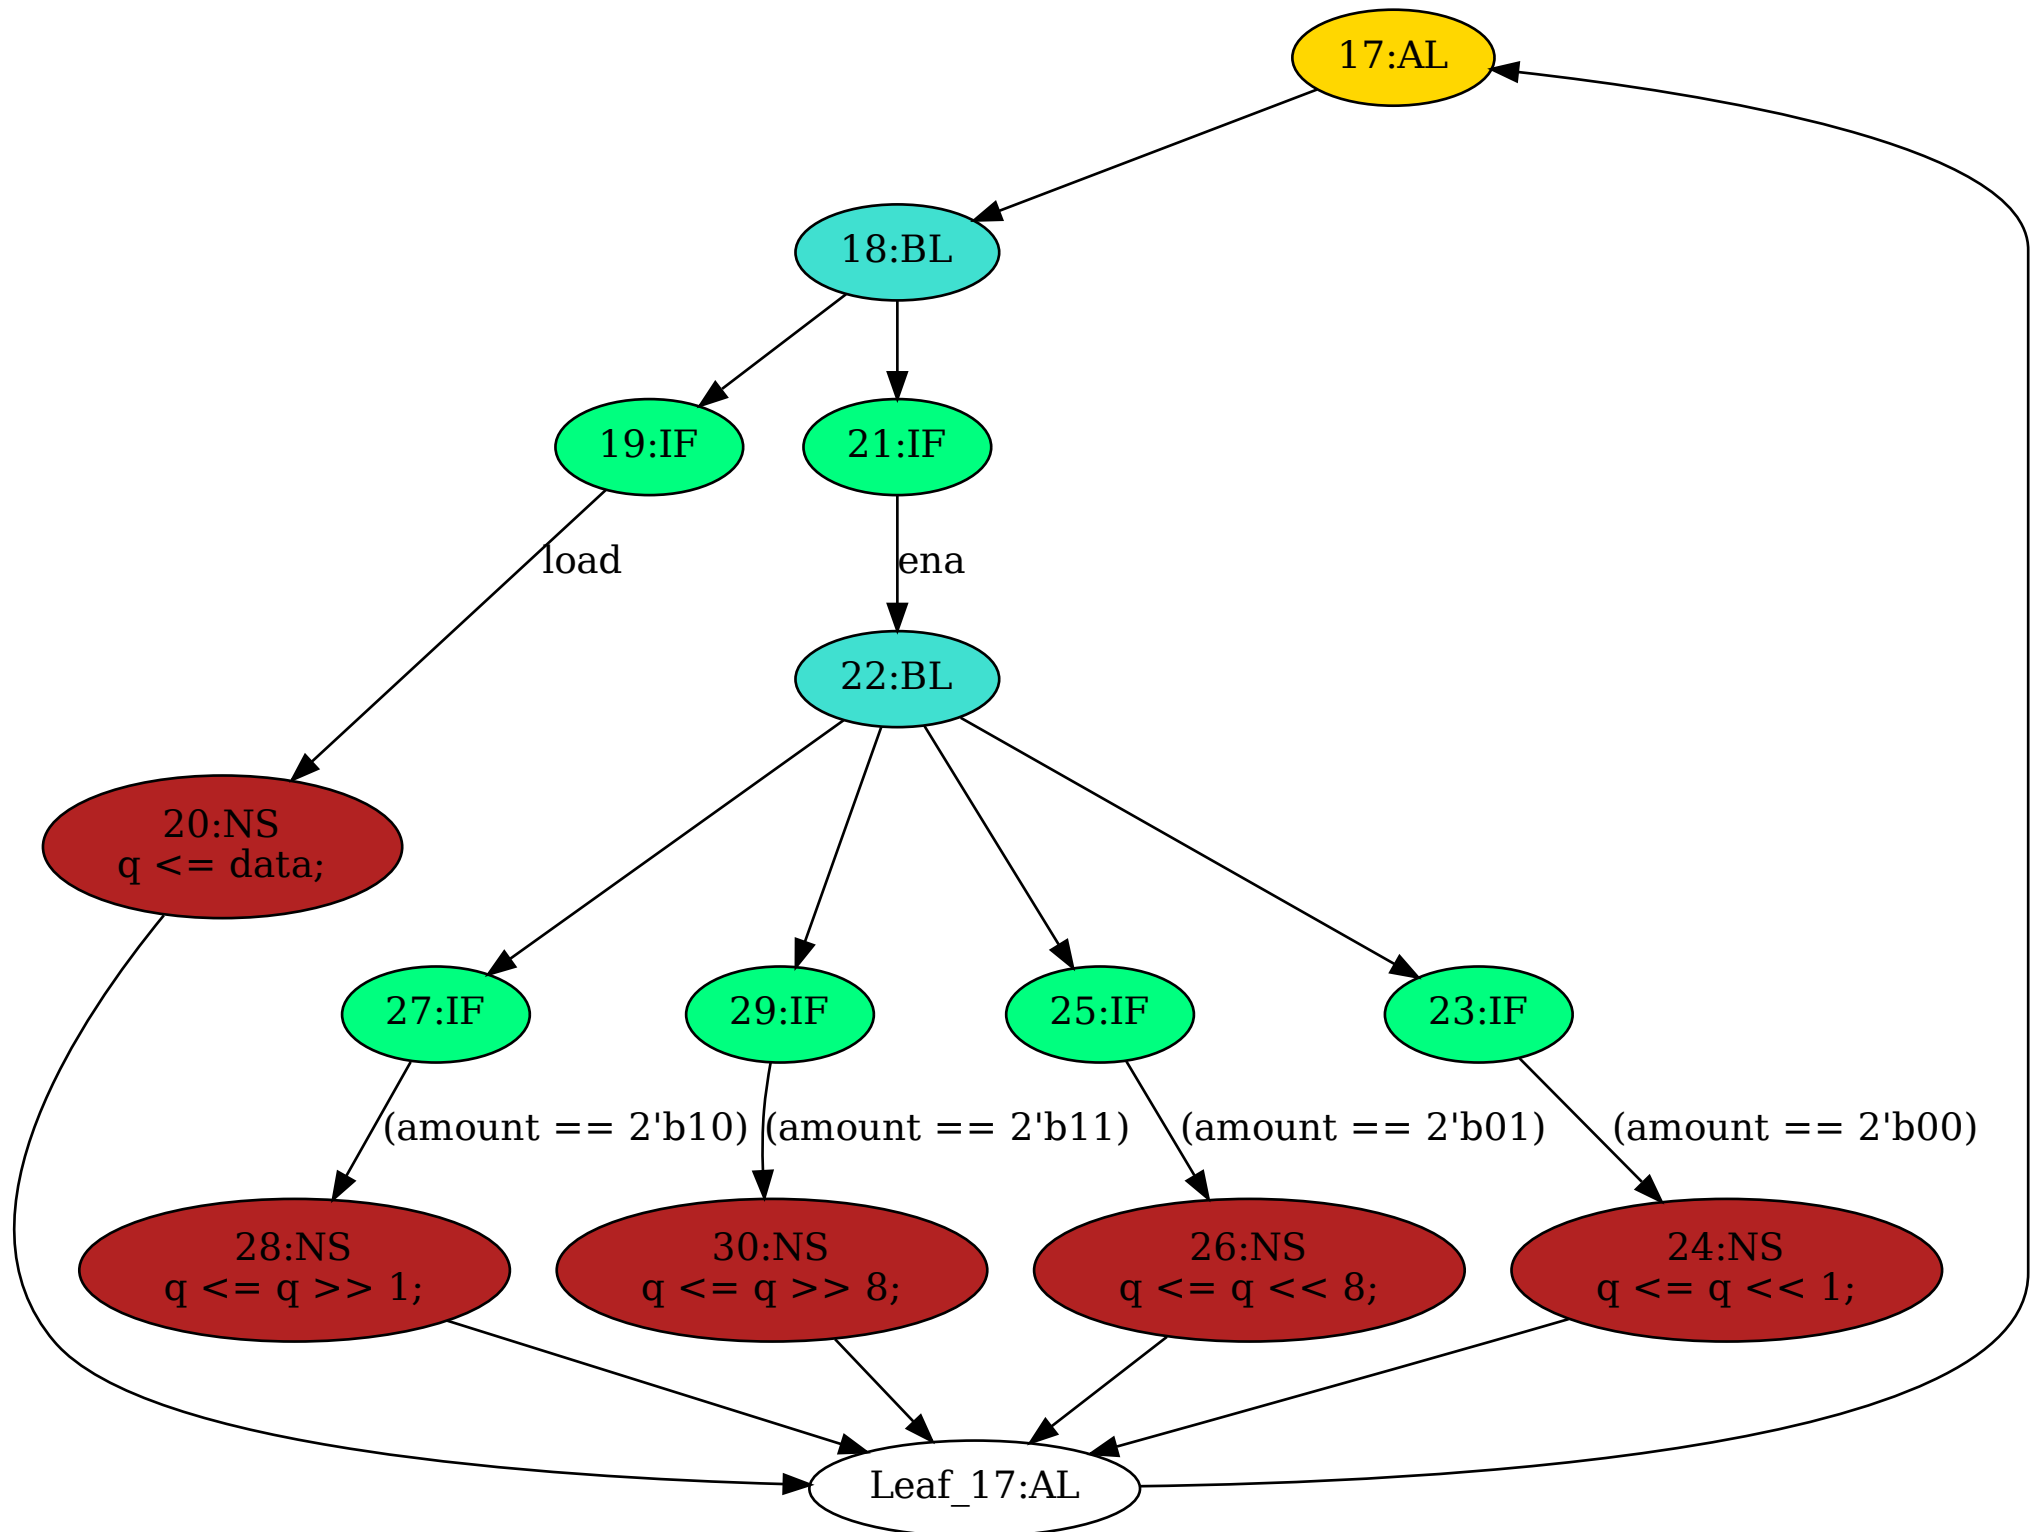 17:AL
18:BL
19:IF
21:IF
load
ena
22:BL
20:NS
q <= data;
27:IF
29:IF
25:IF
23:IF
(amount == 2'b10)
(amount == 2'b11)
(amount == 2'b01)
(amount == 2'b00)
28:NS
q <= q >> 1;
30:NS
q <= q >> 8;
26:NS
q <= q << 8;
24:NS
q <= q << 1;
Leaf_17:AL